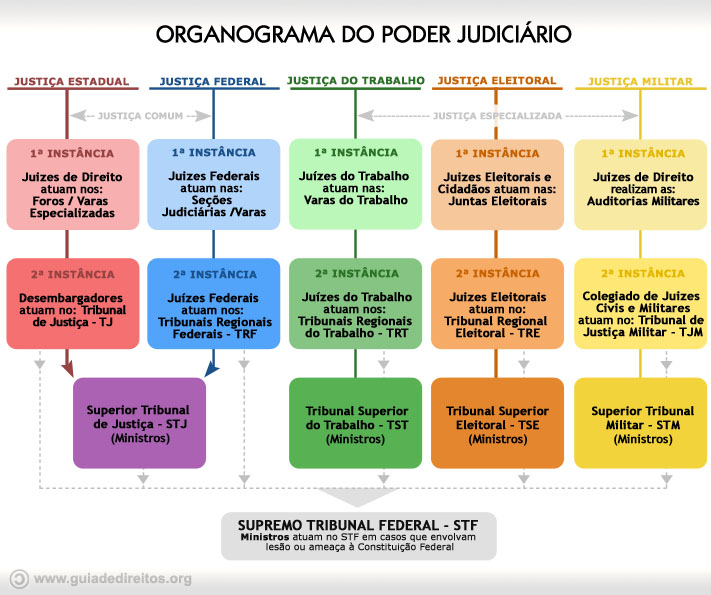 ORGANOGRAMA DO PODER JUDICIÁRIO
JUSTIÇA ESTADUAL
JUSTIÇA FEDERAL
JUSTIÇA DO TRABALHO
JUSTIÇA ELEITORAL
JUSTIÇA MILITAR
JUSTIÇA COMUM
JUSTIÇA ESPECIALIZADA
1ª INSTÂNCIA
Juizes de Direito
atuam nos:
Foros / Varas
Especializadas
1ª INSTÂNCIA
Juizes Federais
atuam nas:
Seções
Judiciárias /Varas
1ª INSTÂNCIA
Juízes do Trabalho
atuam nas:
Varas do Trabalho
1ª INSTÂNCIA
Juizes Eleitorais e
Cidadãos atuam nas:
Juntas Eleitorais
1ª INSTÂNCIA
Juizes de Direito
realizam as:
Auditorias Militares
2ª INSTÂNCIA
Desembargadores
atuam no: Tribunal
de Justiça - TJ
2ª INSTÂNCIA
Juízes Federais
atuam nos:
Tribunais Regionais
Federais - TRF
2ª INSTÂNCIA
Juízes do Trabalho
atuam nos:
Tribunais Regionais
do Trabalho - TRT
2ª INSTÂNCIA
Juizes Eleitorais
atuam no:
Tribunal Regional
Eleitoral - TRE
2ª INSTÂNCIA
Colegiado de Juizes
Civis e Militares
atuam no: Tribunal de
Justiça Militar - TJM
Superior Tribunal
de Justiça - STJ
(Ministros)
Tribunal Superior
do Trabalho - TST
(Ministros)
Tribunal Superior
Eleitoral - TSE
(Ministros)
Superior Tribunal
Militar - STM
(Ministros)
SUPREMO TRIBUNAL FEDERAL - STF
Ministros atuam no STF em casos que envolvam
lesão ou ameaça à Constituição Federal
© www.guiadedireitos.org